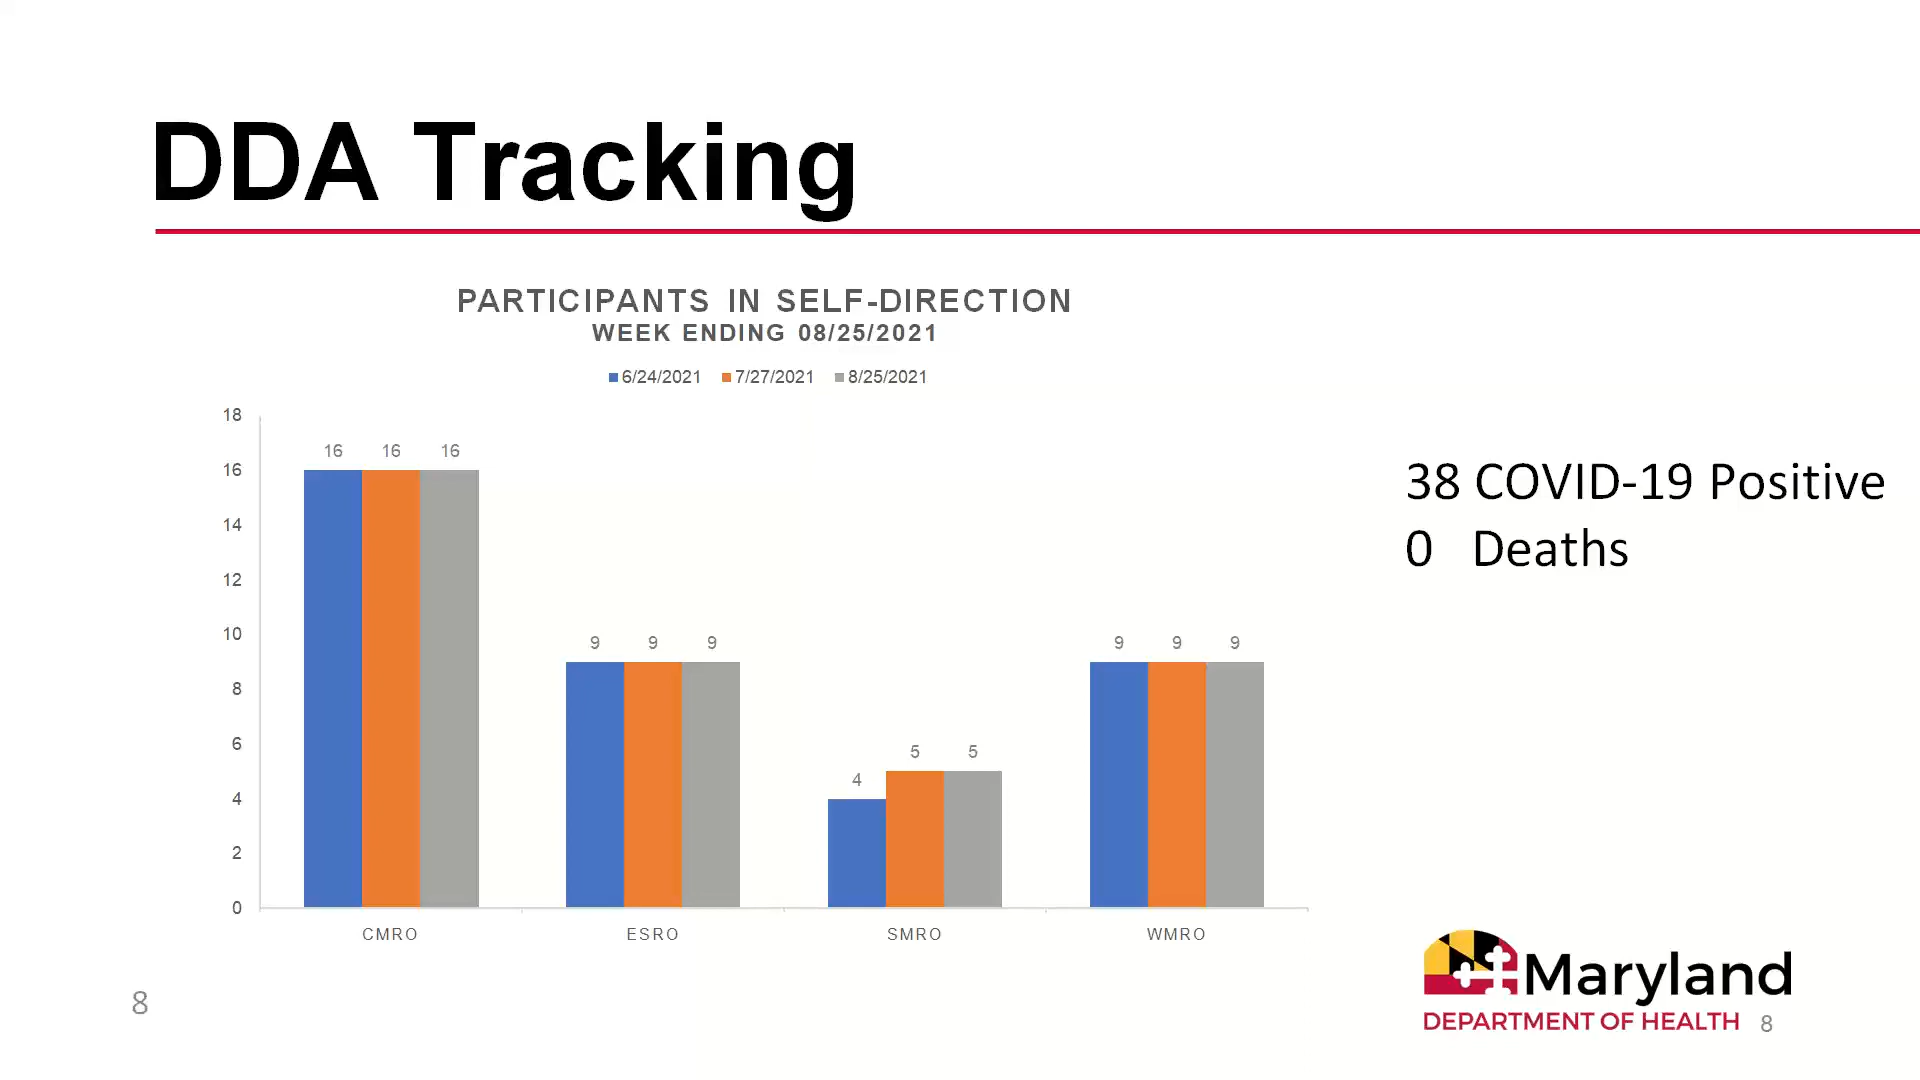 DDA Tracking
PARTICIPANTS IN SELF-DIRECTION
WEEK ENDING 08/25/2021
6/24/2021 7/27/2021 8/25/2021
18
16
14
12
10
8
6
4
2
0
16 16 16
9 9 9
4 5 5
9 9 9
CMRO ESRO SMRO WMRO
38 COVID-19 Positive
0 Deaths
8
Maryland
DEPARTMENT OF HEALTH 8